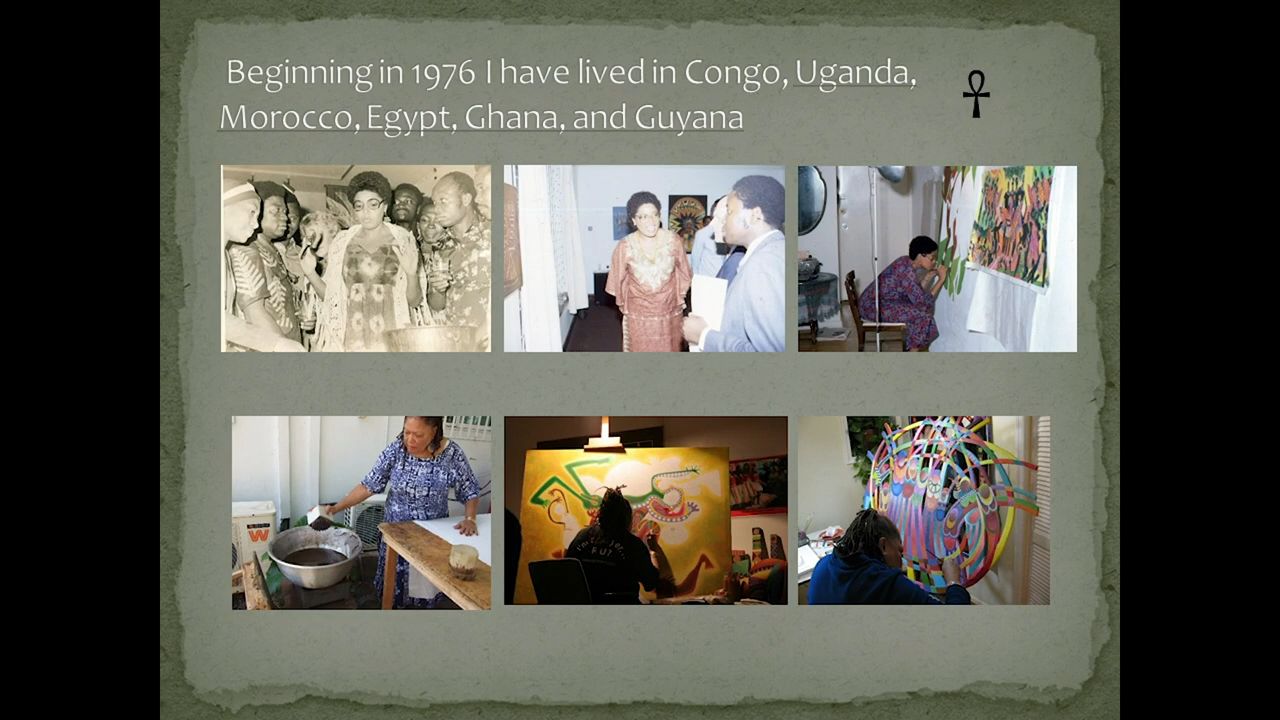 Beginning in 1976 I have lived in Congo, Uganda,
Morocco, Egypt, Ghana, and Guyana
W